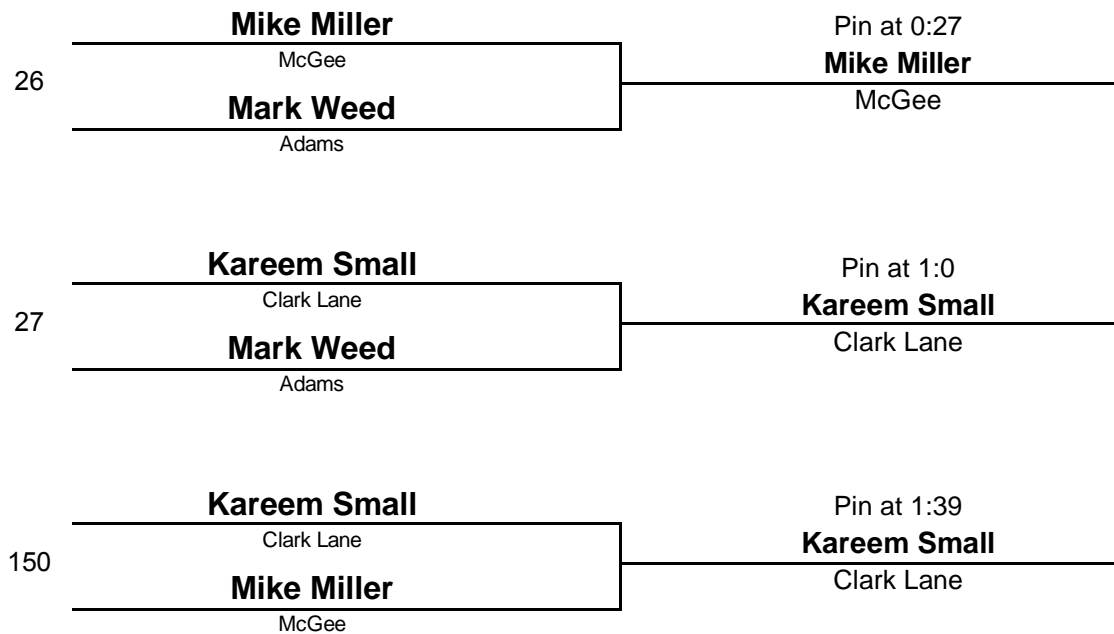 Mike Miller
McGee
26
Mark Weed
Adams
Pin at 0:27
Mike Miller
McGee
Kareem Small
Clark Lane
27
Mark Weed
Adams
Pin at 1:0
Kareem Small
Clark Lane
Kareem Small
Clark Lane
150
Mike Miller
McGee
Pin at 1:39
Kareem Small
Clark Lane